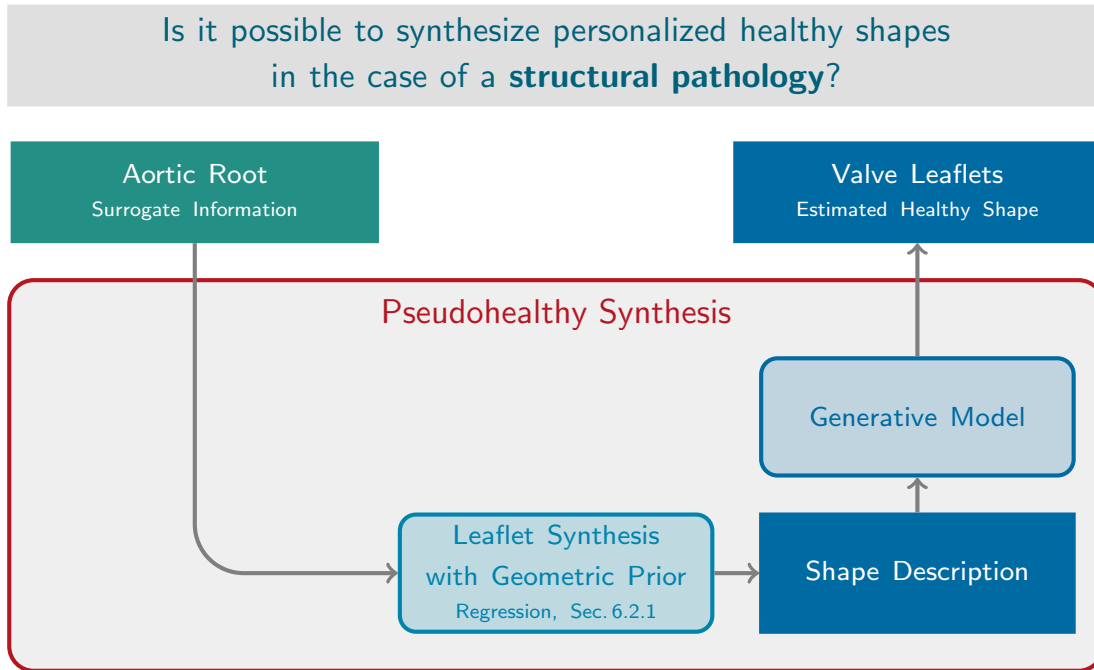 Is it possible to synthesize personalized healthy shapes
in the case of a structural pathology?
Aortic Root
Surrogate Information
Valve Leaflets
Estimated Healthy Shape
Pseudohealthy Synthesis
Generative Model
Leaflet Synthesis
with Geometric Prior
Regression, Sec. 6.2.1
Shape Description